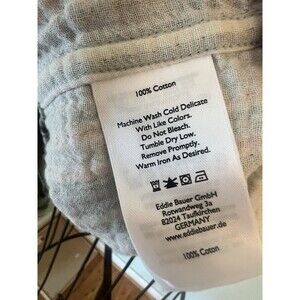 100% Cotton
Machine Wash Cold Delicate
With Like Colors.
Do Not Bleach.
Tumble Dry Low.
Remove Promptly.
Warm Iron As Desired.
Eddie Bauer GmbH
Rotwandweg 3a
82024 Taufkirchen
GERMANY
www.eddiebauer.de
100% Cotton